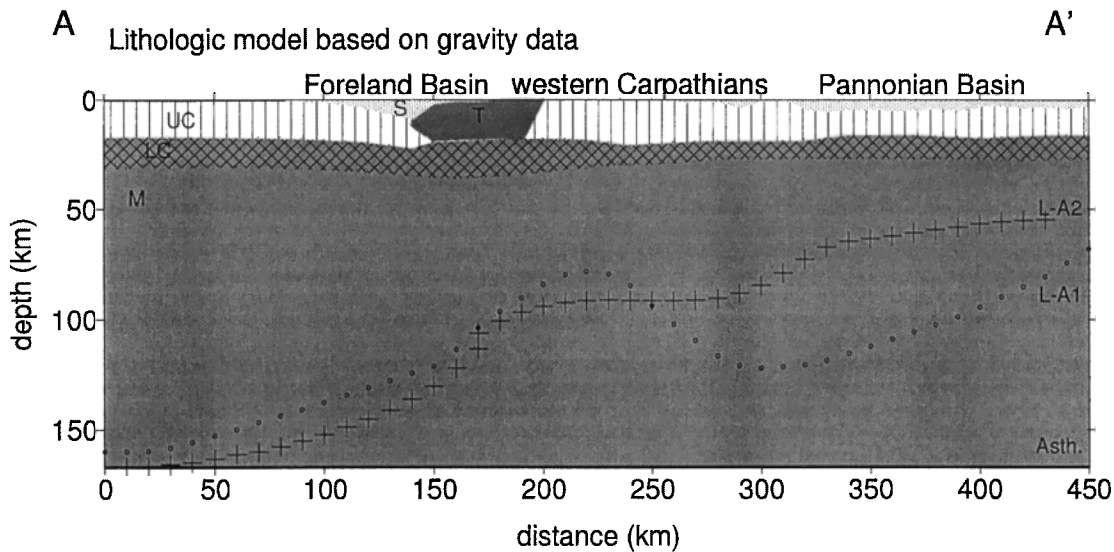 A A'
Lithologic model based on gravity data
Foreland Basin western Carpathians Pannonian Basin
0
S
T
UC
LC
M
50
L-A2
L-A1
100
150
Asth.
depth (km)
0 50 100 150 200 250 300 350 400 450
distance (km)